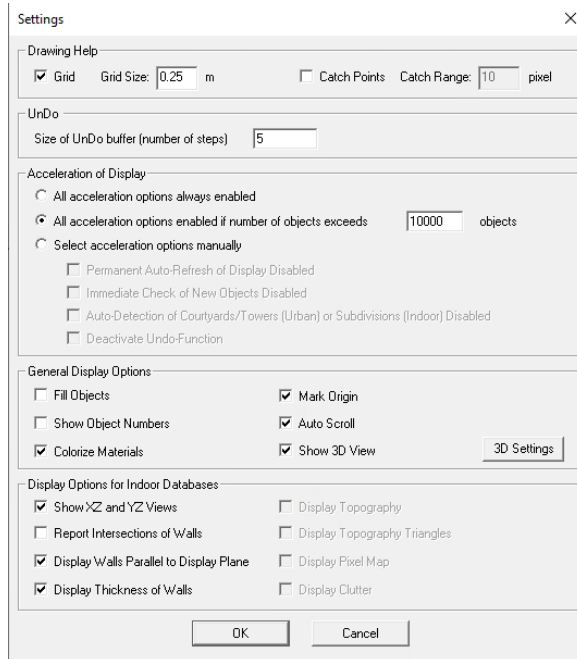 Settings
Drawing Help
Grid Grid Size: 0.25 m Catch Points Catch Range: 10 pixel
UnDo
Size of UnDo buffer (number of steps) 5
Acceleration of Display
All acceleration options always enabled
All acceleration options enabled if number of objects exceeds 10000 objects
Select acceleration options manually
Permanent Auto-Refresh of Display Disabled
Immediate Check of New Objects Disabled
Auto-Detection of Courtyards/Towers (Urban) or Subdivisions (Indoor) Disabled
Deactivate Undo-Function
General Display Options
Fill Objects Mark Origin
Show Object Numbers Auto Scroll
Colorize Materials Show 3D View 3D Settings
Display Options for Indoor Databases
Show XZ and YZ Views Display Topography
Report Intersections of Walls Display Topography Triangles
Display Walls Parallel to Display Plane Display Pixel Map
Display Thickness of Walls Display Clutter
OK Cancel